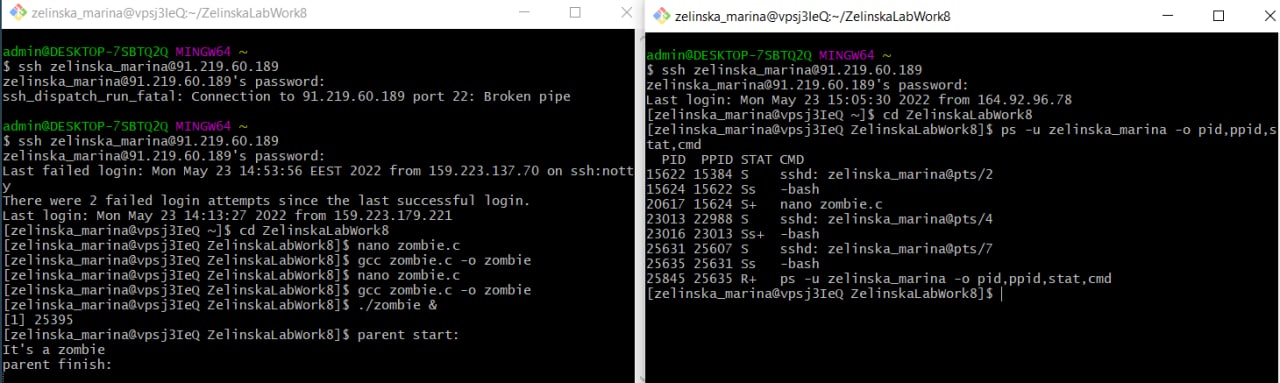 zelinska_marina@vpsj3IeQ:~/ZelinskaLabWork8
admin@DESKTOP-7SBTQ2Q MINGW64 ~
$ ssh zelinska_marina@91.219.60.189
zelinska_marina@91.219.60.189's password:
ssh_dispatch_run_fatal: Connection to 91.219.60.189 port 22: Broken pipe
admin@DESKTOP-7SBTQ2Q MINGW64 ~
$ ssh zelinska_marina@91.219.60.189
zelinska_marina@91.219.60.189's password:
Last failed login: Mon May 23 14:53:56 EEST 2022 from 159.223.137.70 on ssh:nott
y
There were 2 failed login attempts since the last successful login.
Last login: Mon May 23 14:13:27 2022 from 159.223.179.221
[zelinska_marina@vpsj3IeQ ~]$ cd ZelinskaLabWork8
[zelinska_marina@vpsj3IeQ ZelinskaLabWork8]$ nano zombie.c
[zelinska_marina@vpsj3IeQ ZelinskaLabWork8]$ gcc zombie.c -o zombie
[zelinska_marina@vpsj3IeQ ZelinskaLabWork8]$ nano zombie.c
[zelinska_marina@vpsj3IeQ ZelinskaLabWork8]$ gcc zombie.c -o zombie
[zelinska_marina@vpsj3IeQ ZelinskaLabWork8]$ ./zombie &
[1] 25395
[zelinska_marina@vpsj3IeQ ZelinskaLabWork8]$ parent start:
It's a zombie
parent finish:
zelinska_marina@vpsj3IeQ:~/ZelinskaLabWork8
admin@DESKTOP-7SBTQ2Q MINGW64 ~
$ ssh zelinska_marina@91.219.60.189
zelinska_marina@91.219.60.189's password:
Last login: Mon May 23 15:05:30 2022 from 164.92.96.78
[zelinska_marina@vpsj3IeQ ~]$ cd ZelinskaLabWork8
[zelinska_marina@vpsj3IeQ ZelinskaLabWork8]$ ps -u zelinska_marina -o pid,ppid,s
tat,cmd
  PID  PPID STAT CMD
15622 15384 S    sshd: zelinska_marina@pts/2
15624 15622 Ss   -bash
20617 15624 S+   nano zombie.c
23013 22988 S    sshd: zelinska_marina@pts/4
23016 23013 Ss+  -bash
25631 25607 S    sshd: zelinska_marina@pts/7
25635 25631 Ss   -bash
25845 25635 R+   ps -u zelinska_marina -o pid,ppid,stat,cmd
[zelinska_marina@vpsj3IeQ ZelinskaLabWork8]$